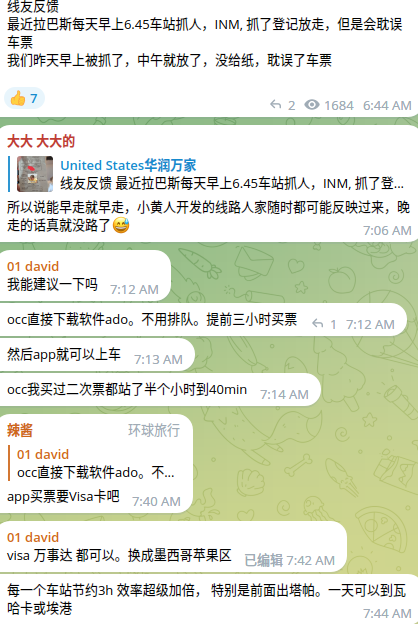 线友反馈
最近拉巴斯每天早上6.45车站抓人，INM, 抓了登记放走，但是会耽误
车票
我们昨天早上被抓了，中午就放了，没给纸，耽误了车票
👍 7
2 1684 6:44 AM
大大 大大的
United States华润万家
线友反馈 最近拉巴斯每天早上6.45车站抓人，INM, 抓了登...
所以说能早走就早走，小黄人开发的线路人家随时都可能反映过来，晚
走的话真就没路了😅
7:06 AM
01 david
我能建议一下吗 7:12 AM
occ直接下载软件ado。不用排队。提前三小时买票 1 7:12 AM
然后app就可以上车 7:13 AM
occ我买过二次票都站了半个小时到40min 7:14 AM
辣酱 环球旅行
01 david
occ直接下载软件ado。不...
app买票要Visa卡吧 7:40 AM
01 david
visa 万事达 都可以。换成墨西哥苹果区 已编辑 7:42 AM
每一个车站节约3h 效率超级加倍， 特别是前面出塔帕。一天可以到瓦
哈卡或埃港
7:44 AM